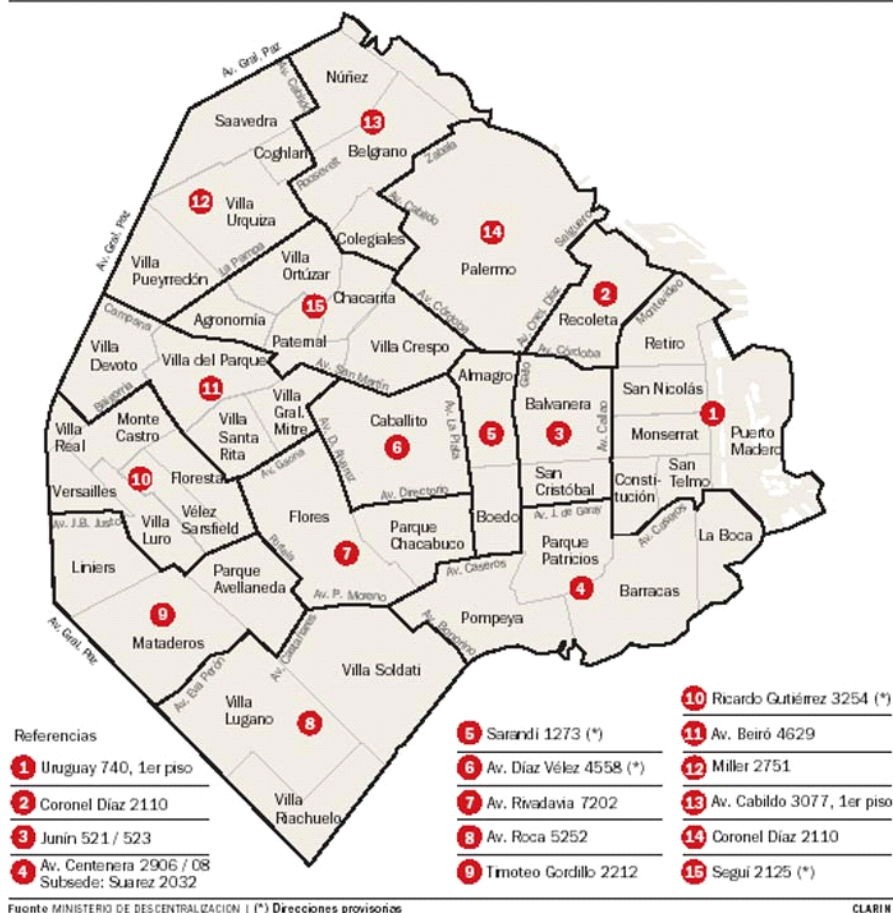 Av. Gral. Paz
Av. Cabildo
Núñez
Saavedra
13
Coghlan
Belgrano
Zabala
Roosevelt
12
Villa
Urquiza
Av. Cabildo
14
Salguero
Av. Gral. Paz
La Pampa
Colegiales
Palermo
Villa
Pueyrredón
Villa
Ortúzar
15
Chacarita
Av. Córdoba
Av. Cnel. Díaz
2
Recoleta
Montevideo
Campana
Agronomía
Paternal
Villa Crespo
Av. Córdoba
Retiro
Villa
Devoto
Villa del Parque
Av. San Martín
Almagro
Gallo
11
Beiró
Villa
Gral.
Mitre
Caballito
Av. La Plata
Balvanera
San Nicolás
1
Villa
Real
Monte
Castro
Villa
Santa
Rita
Av. D. Alvarez
6
5
3
Av. Callao
Monserrat
Puerto
Madero
10
Floresta
Av. Gaona
Versailles
Av. Directorio
San
Cristóbal
Consti-
tución
San
Telmo
Av. J.B. Justo
Villa
Luro
Vélez
Sarsfield
Flores
Parque
Chacabuco
Boedo
Av. J. de Garay
Av. Caseros
La Boca
Liniers
Parque
Avellaneda
7
Av. P. Moreno
Av. Caseros
Parque
Patricios
4
Barracas
9
Mataderos
Av. Castañares
Av. Bonorino
Pompeya
Av. Gral. Paz
Av. Eva Perón
Villa Soldati
Villa
Lugano
8
Villa
Riachuelo
Referencias
1 Uruguay 740, 1er piso
2 Coronel Díaz 2110
3 Junín 521 / 523
4 Av. Centenera 2906 / 08
Subsede: Suarez 2032
5 Sarandí 1273 (*)
6 Av. Díaz Vélez 4558 (*)
7 Av. Rivadavia 7202
8 Av. Roca 5252
9 Timoteo Gordillo 2212
10 Ricardo Gutiérrez 3254 (*)
11 Av. Beiró 4629
12 Miller 2751
13 Av. Cabildo 3077, 1er piso
14 Coronel Díaz 2110
15 Seguí 2125 (*)
Fuente MINISTERIO DE DESCENTRALIZACION | (*) Direcciones provisorias
CLARIN